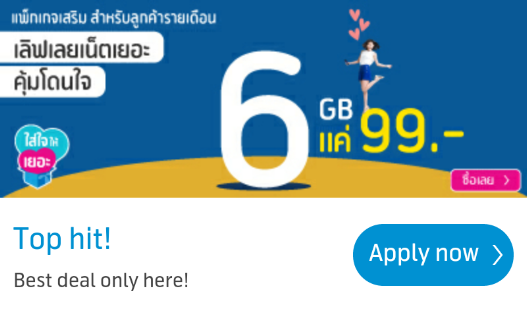 แพ็กเกจเสริม สำหรับลูกค้ารายเดือน
เลิฟเลยเน็ตเยอะ
คุ้มโดนใจ
6
GB
แค่ 99.-
ใส่ใจให้
เยอะ
ซื้อเลย >
Top hit!
Best deal only here!
Apply now >